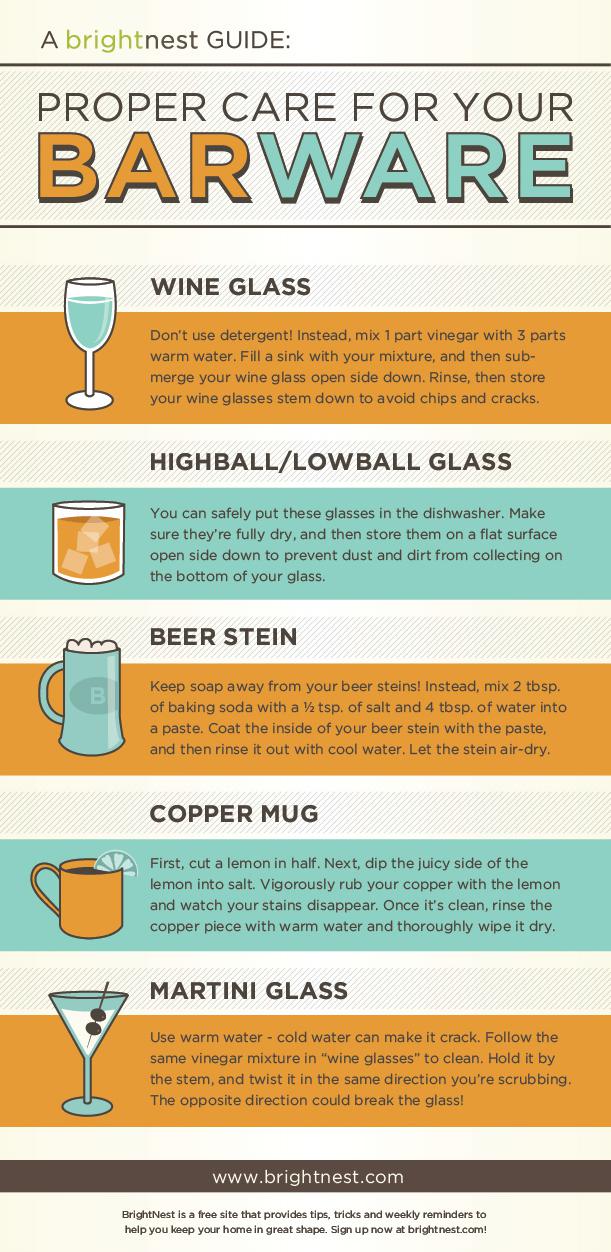 A brightnest GUIDE:
PROPER CARE FOR YOUR
BARWARE
WINE GLASS
Don't use detergent! Instead, mix 1 part vinegar with 3 parts
warm water. Fill a sink with your mixture, and then sub-
merge your wine glass open side down. Rinse, then store
your wine glasses stem down to avoid chips and cracks.
HIGHBALL/LOWBALL GLASS
You can safely put these glasses in the dishwasher. Make
sure they're fully dry, and then store them on a flat surface
open side down to prevent dust and dirt from collecting on
the bottom of your glass.
BEER STEIN
B
Keep soap away from your beer steins! Instead, mix 2 tbsp.
of baking soda with a ½ tsp. of salt and 4 tbsp. of water into
a paste. Coat the inside of your beer stein with the paste,
and then rinse it out with cool water. Let the stein air-dry.
COPPER MUG
First, cut a lemon in half. Next, dip the juicy side of the
lemon into salt. Vigorously rub your copper with the lemon
and watch your stains disappear. Once it's clean, rinse the
copper piece with warm water and thoroughly wipe it dry.
MARTINI GLASS
Use warm water - cold water can make it crack. Follow the
same vinegar mixture in “wine glasses” to clean. Hold it by
the stem, and twist it in the same direction you're scrubbing.
The opposite direction could break the glass!
www.brightnest.com
BrightNest is a free site that provides tips, tricks and weekly reminders to
help you keep your home in great shape. Sign up now at brightnest.com!